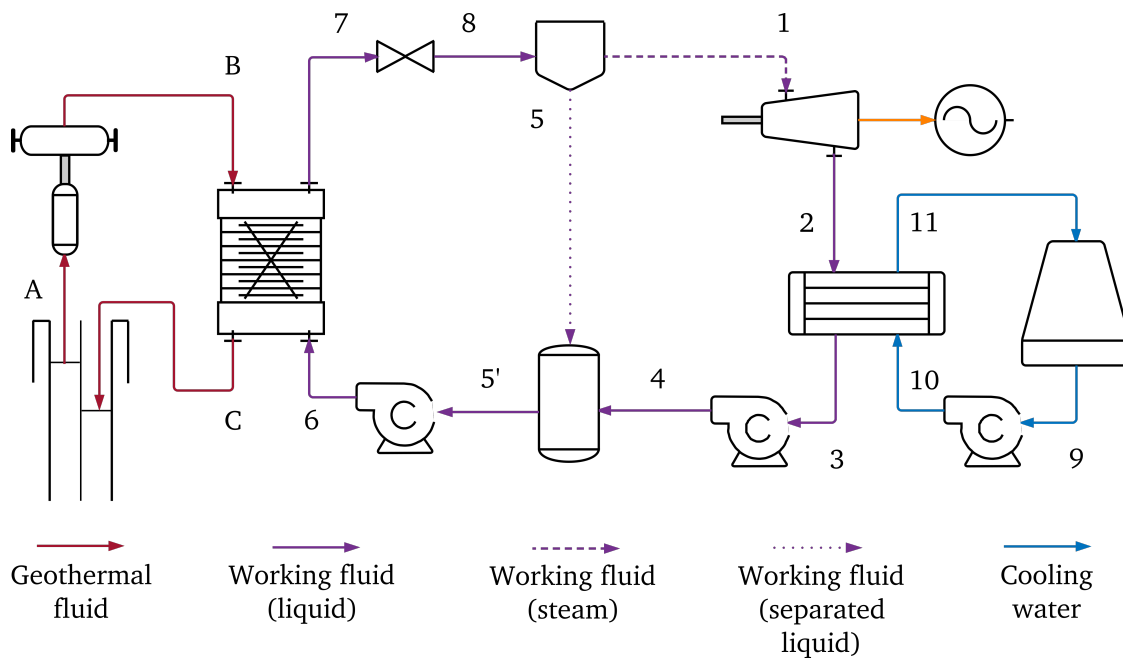 7
8
1
B
5
A
2
11
5'
4
10
C
6
3
9
Geothermal
fluid
Working fluid
(liquid)
Working fluid
(steam)
Working fluid
(separated
liquid)
Cooling
water